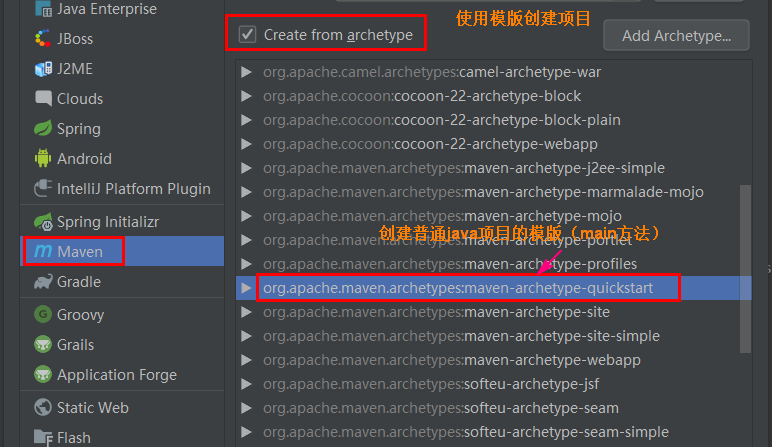 Java Enterprise
JBoss
J2ME
Clouds
Spring
Android
IntelliJ Platform Plugin
Spring Initializr
Maven
Gradle
Groovy
Grails
Application Forge
Static Web
Flash
使用模版创建项目
Create from archetype
Add Archetype...
org.apache.camel.archetypes:camel-archetype-war
org.apache.cocoon:cocoon-22-archetype-block
org.apache.cocoon:cocoon-22-archetype-block-plain
org.apache.cocoon:cocoon-22-archetype-webapp
org.apache.maven.archetypes:maven-archetype-j2ee-simple
org.apache.maven.archetypes:maven-archetype-marmalade-mojo
org.apache.maven.archetypes:maven-archetype-mojo
创建普通java项目的模版（main方法）
org.apache.maven.archetypes:maven-archetype-portlet
org.apache.maven.archetypes:maven-archetype-profiles
org.apache.maven.archetypes:maven-archetype-quickstart
org.apache.maven.archetypes:maven-archetype-site
org.apache.maven.archetypes:maven-archetype-site-simple
org.apache.maven.archetypes:maven-archetype-webapp
org.apache.maven.archetypes:softeu-archetype-jsf
org.apache.maven.archetypes:softeu-archetype-seam
org.apache.maven.archetypes:softeu-archetype-seam-simple